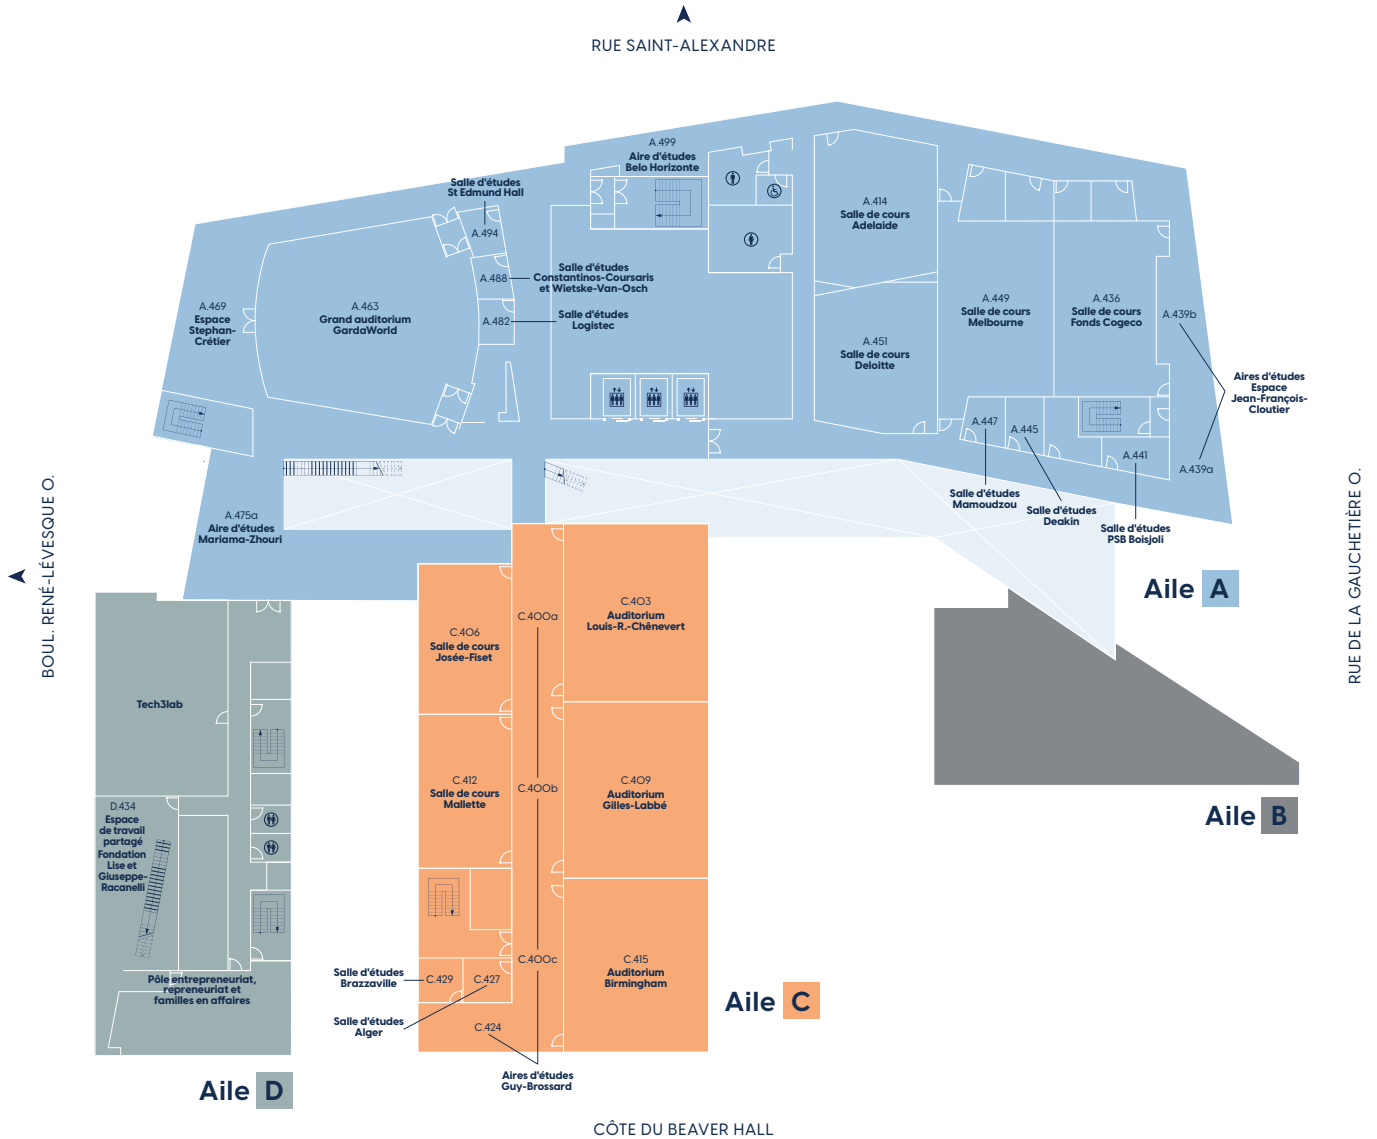 RUE SAINT-ALEXANDRE
A.499
Aire d'études
Belo Horizonte
Salle d'études
St Edmund Hall
A.494
A.488
Salle d'études
Constantinos-Coursaris
et Wietske-Van-Osch
A.482
Salle d'études
Logistec
A.469
Espace
Stephan-
Crétier
A.463
Grand auditorium
GardaWorld
A.414
Salle de cours
Adelaide
A.451
Salle de cours
Deloitte
A.449
Salle de cours
Melbourne
A.436
Salle de cours
Fonds Cogeco
A.439b
Aires d'études
Espace
Jean-François-
Cloutier
A.439a
A.447
A.445
A.441
Salle d'études
Mamoudzou
Salle d'études
Deakin
Salle d'études
PSB Boisjoli
A.475a
Aire d'études
Mariama-Zhouri
Aile A
BOUL. RENÉ-LÉVESQUE O.
RUE DE LA GAUCHETIÈRE O.
C.400a
C.403
Auditorium
Louis-R.-Chênevert
C.406
Salle de cours
Josée-Fiset
Tech3lab
C.412
Salle de cours
Mallette
C.400b
C.409
Auditorium
Gilles-Labbé
Aile B
D.434
Espace
de travail
partagé
Fondation
Lise et
Giuseppe-
Racanelli
Pôle entrepreneuriat,
repreneuriat et
familles en affaires
C.400c
C.415
Auditorium
Birmingham
Salle d'études
Brazzaville
C.429
C.427
Salle d'études
Alger
C.424
Aires d'études
Guy-Brossard
Aile C
Aile D
CÔTE DU BEAVER HALL